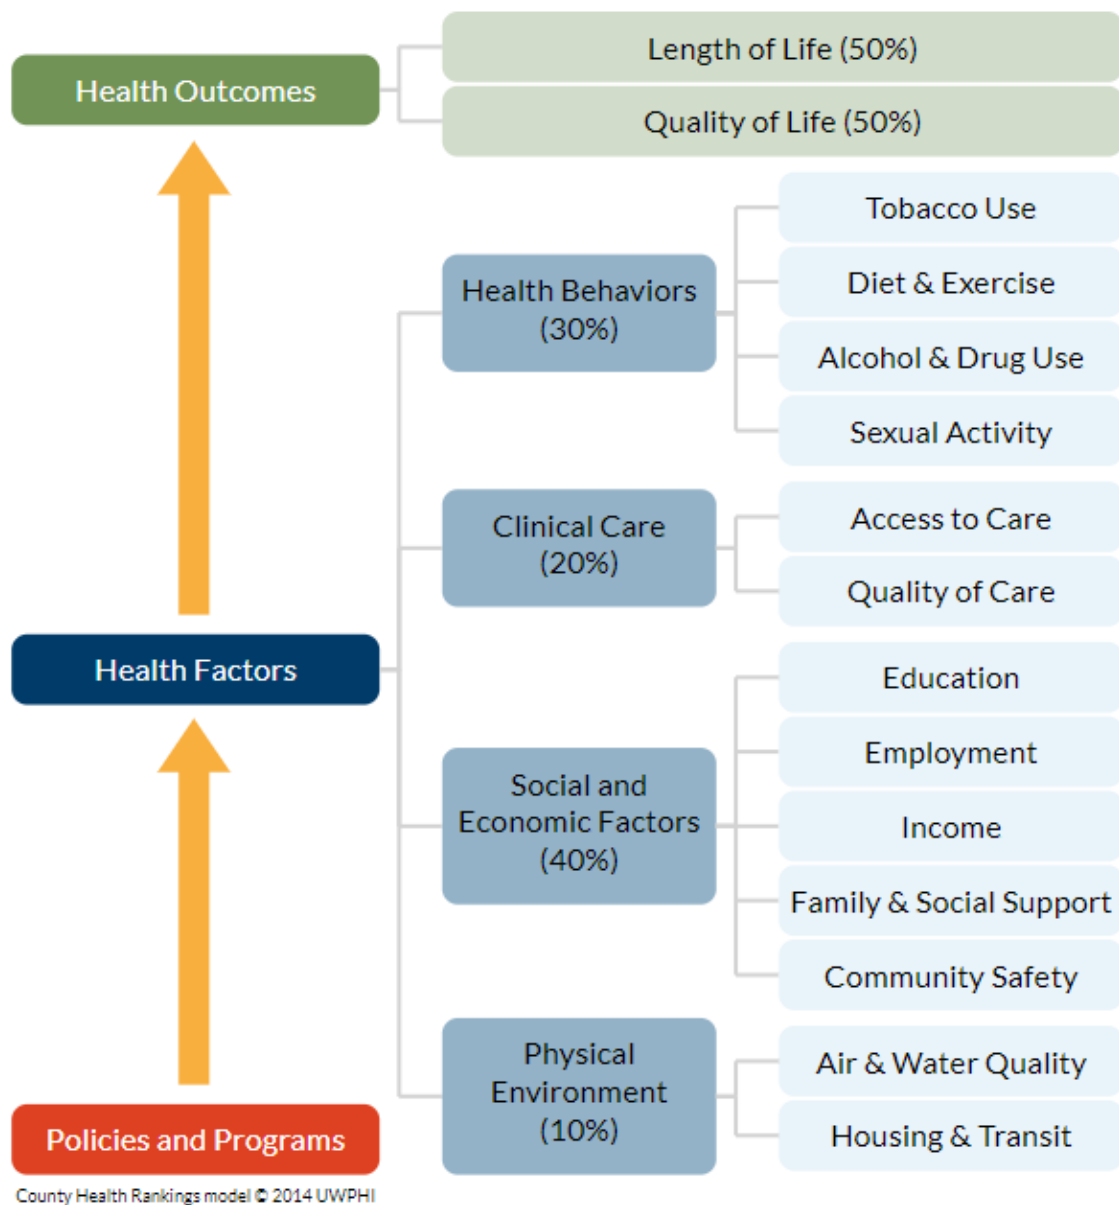 Health Outcomes
Length of Life (50%)
Quality of Life (50%)
Health Factors
Health Behaviors
(30%)
Tobacco Use
Diet & Exercise
Alcohol & Drug Use
Sexual Activity
Clinical Care
(20%)
Access to Care
Quality of Care
Social and
Economic Factors
(40%)
Education
Employment
Income
Family & Social Support
Community Safety
Physical
Environment
(10%)
Air & Water Quality
Housing & Transit
Policies and Programs
County Health Rankings model © 2014 UWPHI